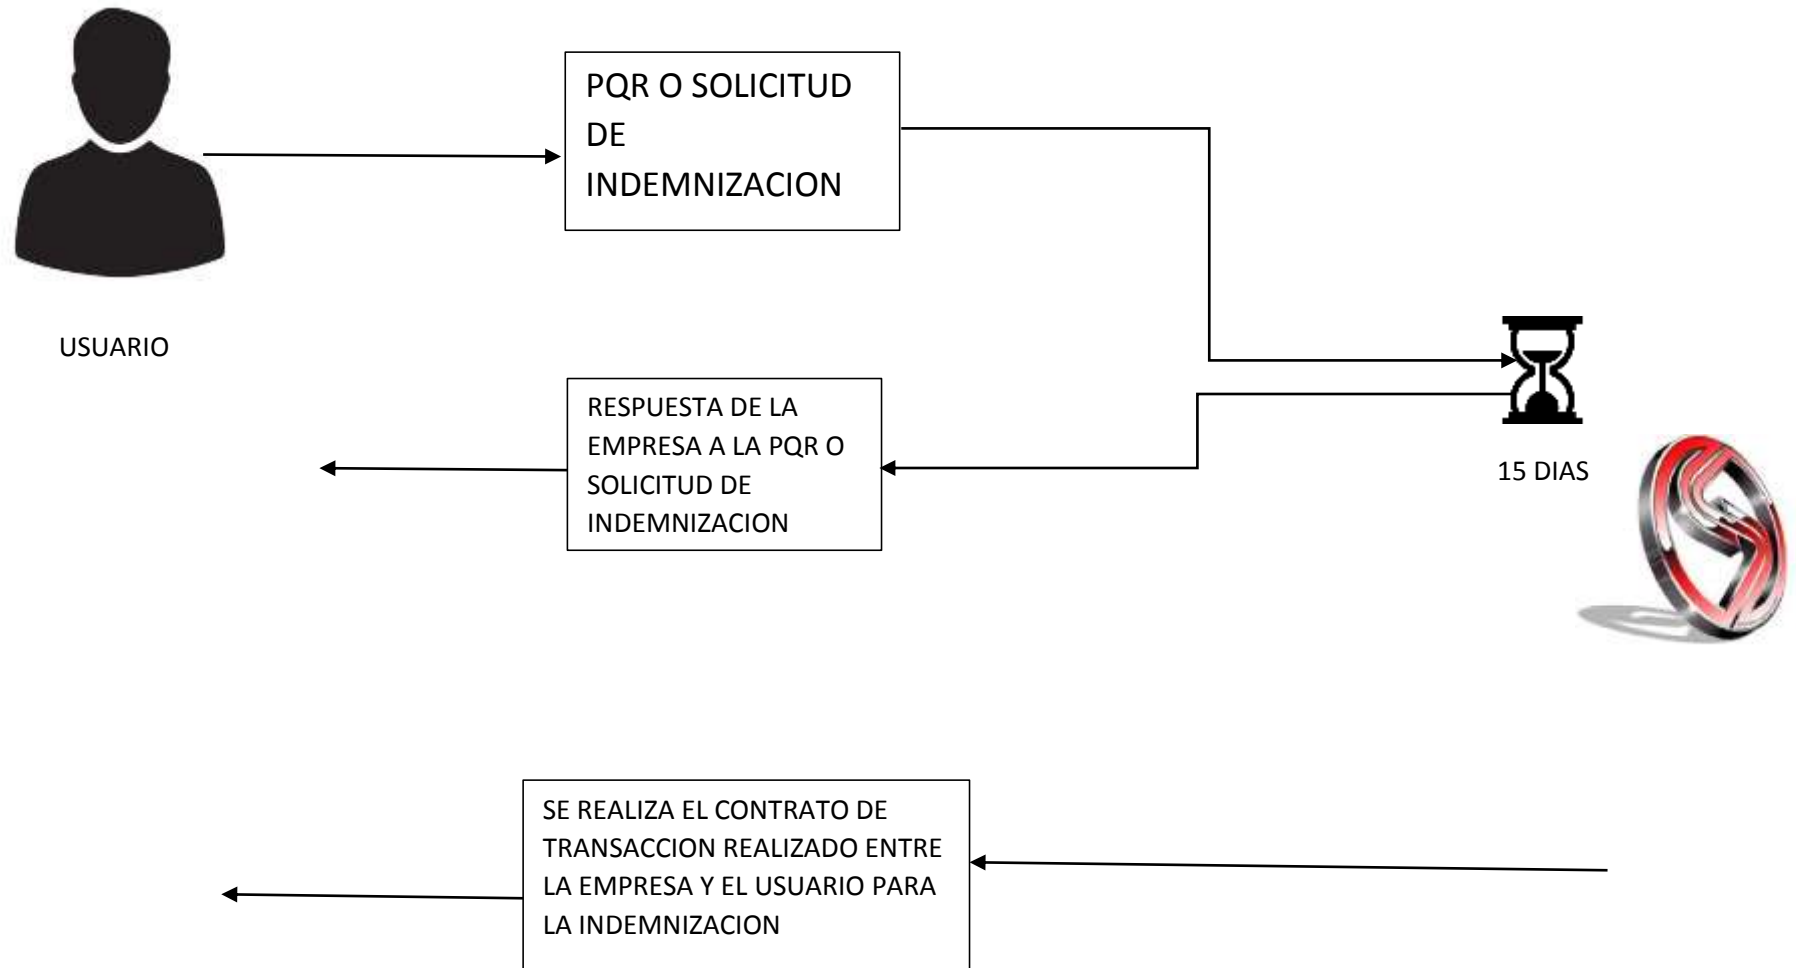 PQR O SOLICITUD
DE
INDEMNIZACION
USUARIO
RESPUESTA DE LA
EMPRESA A LA PQR O
SOLICITUD DE
INDEMNIZACION
15 DIAS
SE REALIZA EL CONTRATO DE
TRANSACCION REALIZADO ENTRE
LA EMPRESA Y EL USUARIO PARA
LA INDEMNIZACION